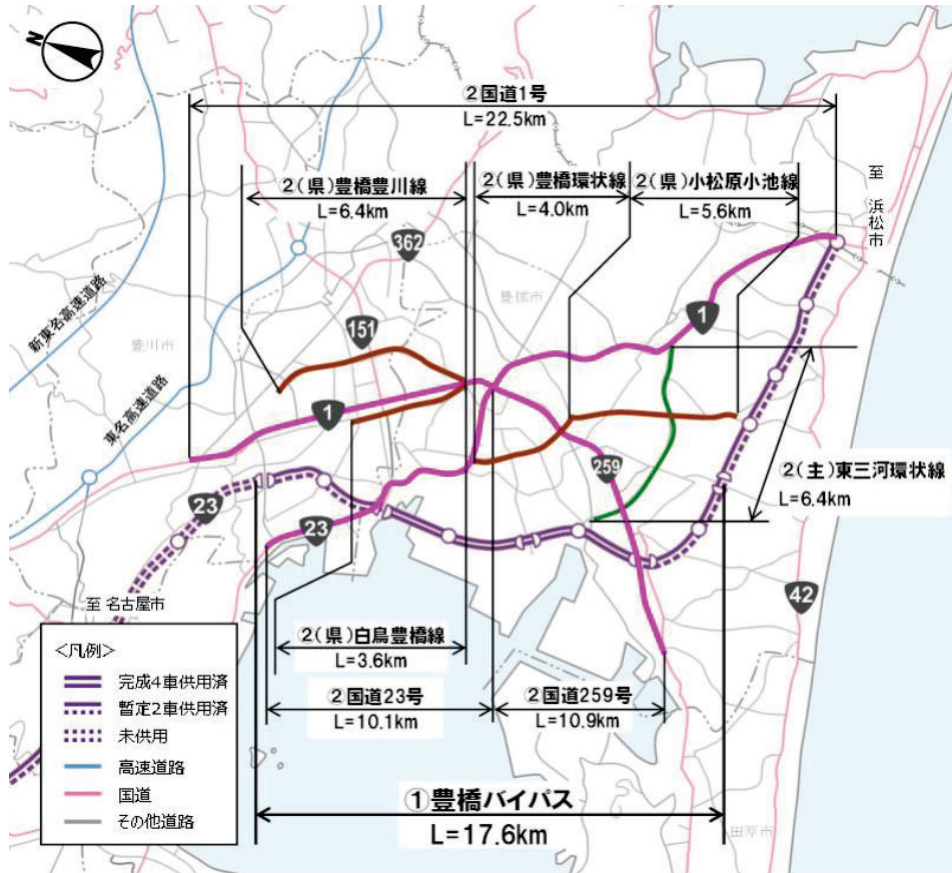 N
②国道1号
L=22.5km
②(県)豊橋豊川線
L=6.4km
②(県)豊橋環状線
L=4.0km
②(県)小松原小池線
L=5.6km
至 浜松市
362
豊橋市
新東名高速道路
151
1
豊川市
東名高速道路
1
259
②(主)東三河環状線
L=6.4km
23
23
42
至 名古屋市
②(県)白鳥豊橋線
L=3.6km
②国道23号
L=10.1km
②国道259号
L=10.9km
①豊橋バイパス
L=17.6km
田原市
<凡例>
完成4車供用済
暫定2車供用済
未供用
高速道路
国道
その他道路